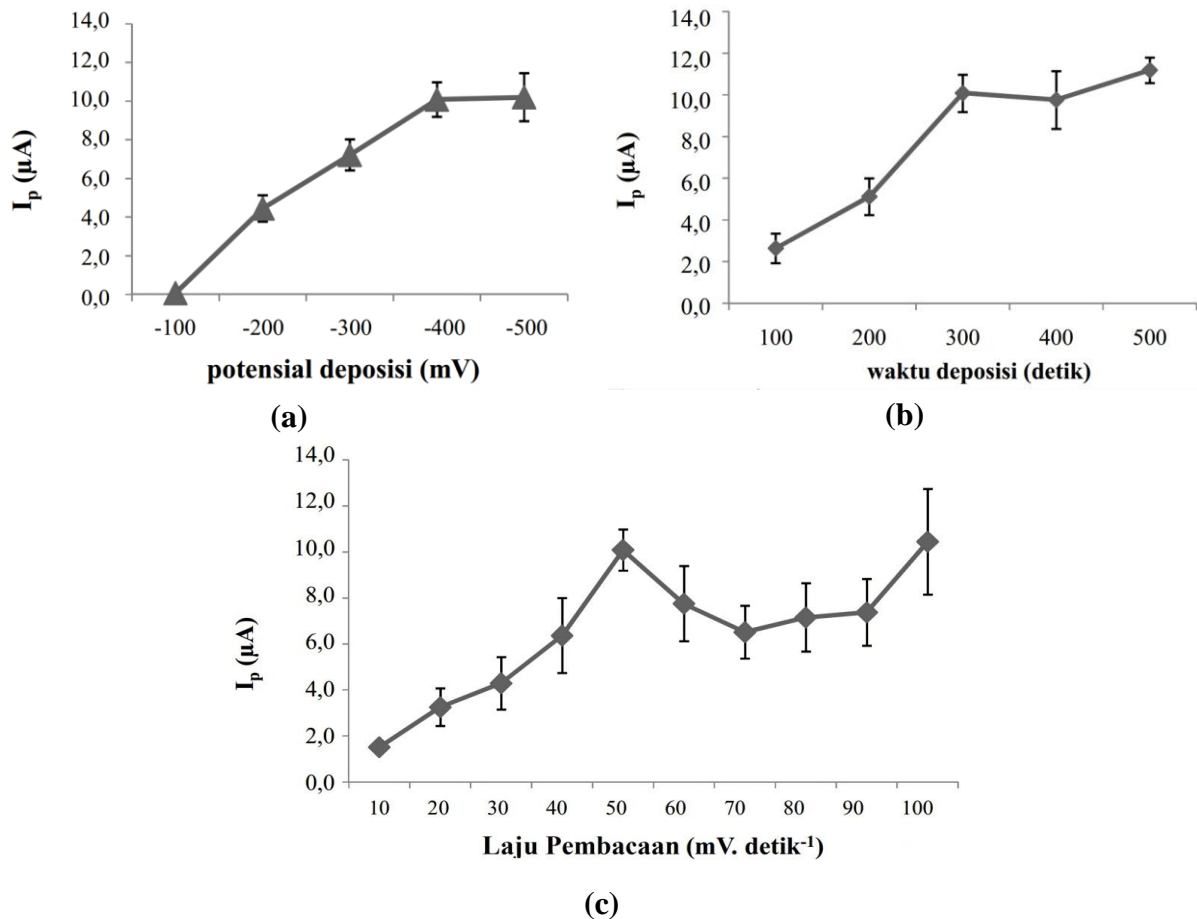 14,0
12,0
10,0
8,0
6,0
4,0
2,0
0,0
Iₚ (µA)
-100 -200 -300 -400 -500
potensial deposisi (mV)
(a)
14,0
12,0
10,0
8,0
6,0
4,0
2,0
0,0
Iₚ (µA)
100 200 300 400 500
waktu deposisi (detik)
(b)
14,0
12,0
10,0
8,0
6,0
4,0
2,0
0,0
Iₚ (µA)
10 20 30 40 50 60 70 80 90 100
Laju Pembacaan (mV. detik⁻¹)
(c)